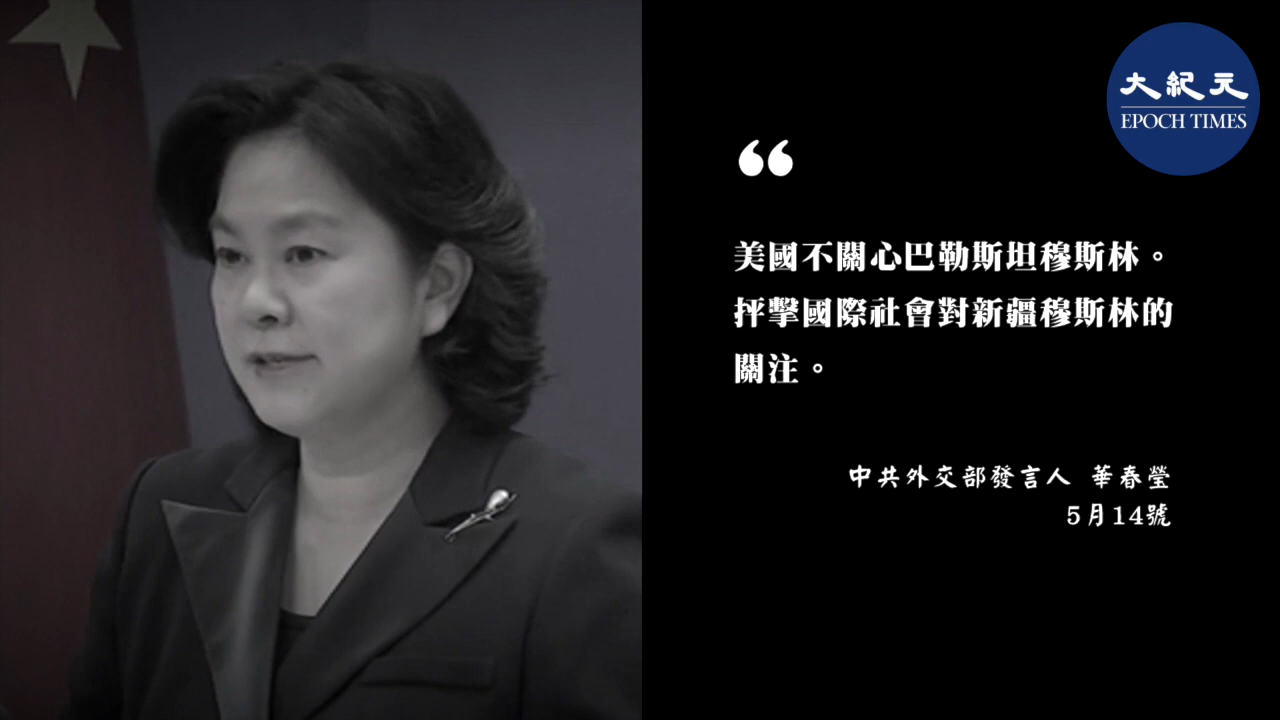 大紀元
EPOCH TIMES
美國不關心巴勒斯坦穆斯林。
抨擊國際社會對新疆穆斯林的
關注。
中共外交部發言人 華春瑩
5月14號